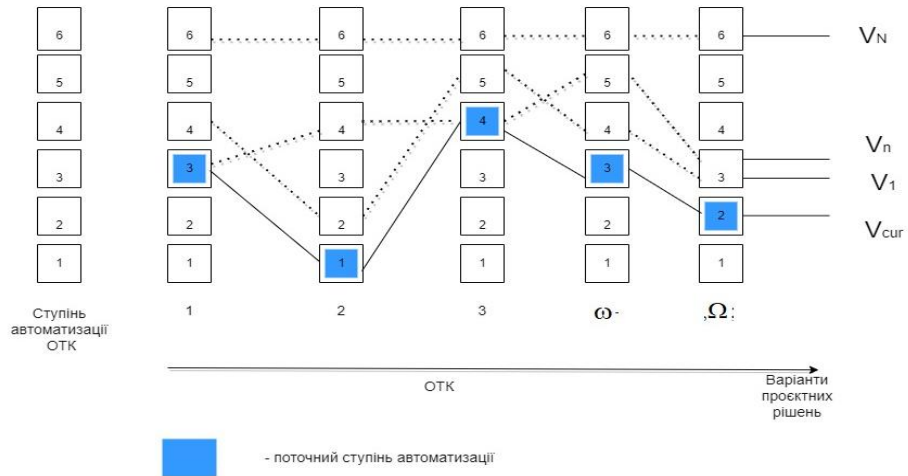 6 6 6 6 6 6 V_N
5 5 5 5 5 5
4 4 4 4 4 4
V_n
3 3 3 3 3 3
V_1
2 2 2 2 2 2
V_cur
1 1 1 1 1 1
Ступінь
автоматизації
ОТК
1 2 3 ω- ,Ω:
ОТК
Варіанти
проєктних
рішень
- поточний ступінь автоматизації